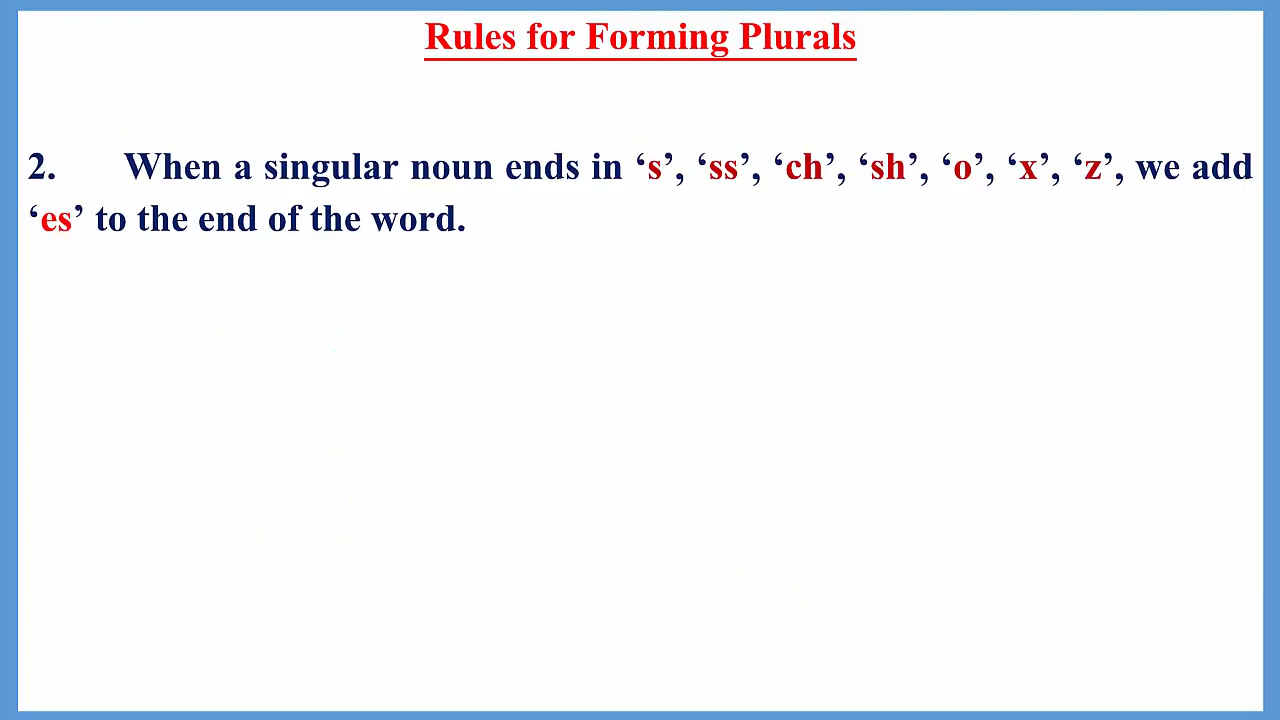 Rules for Forming Plurals
2. When a singular noun ends in ‘s’, ‘ss’, ‘ch’, ‘sh’, ‘o’, ‘x’, ‘z’, we add
‘es’ to the end of the word.